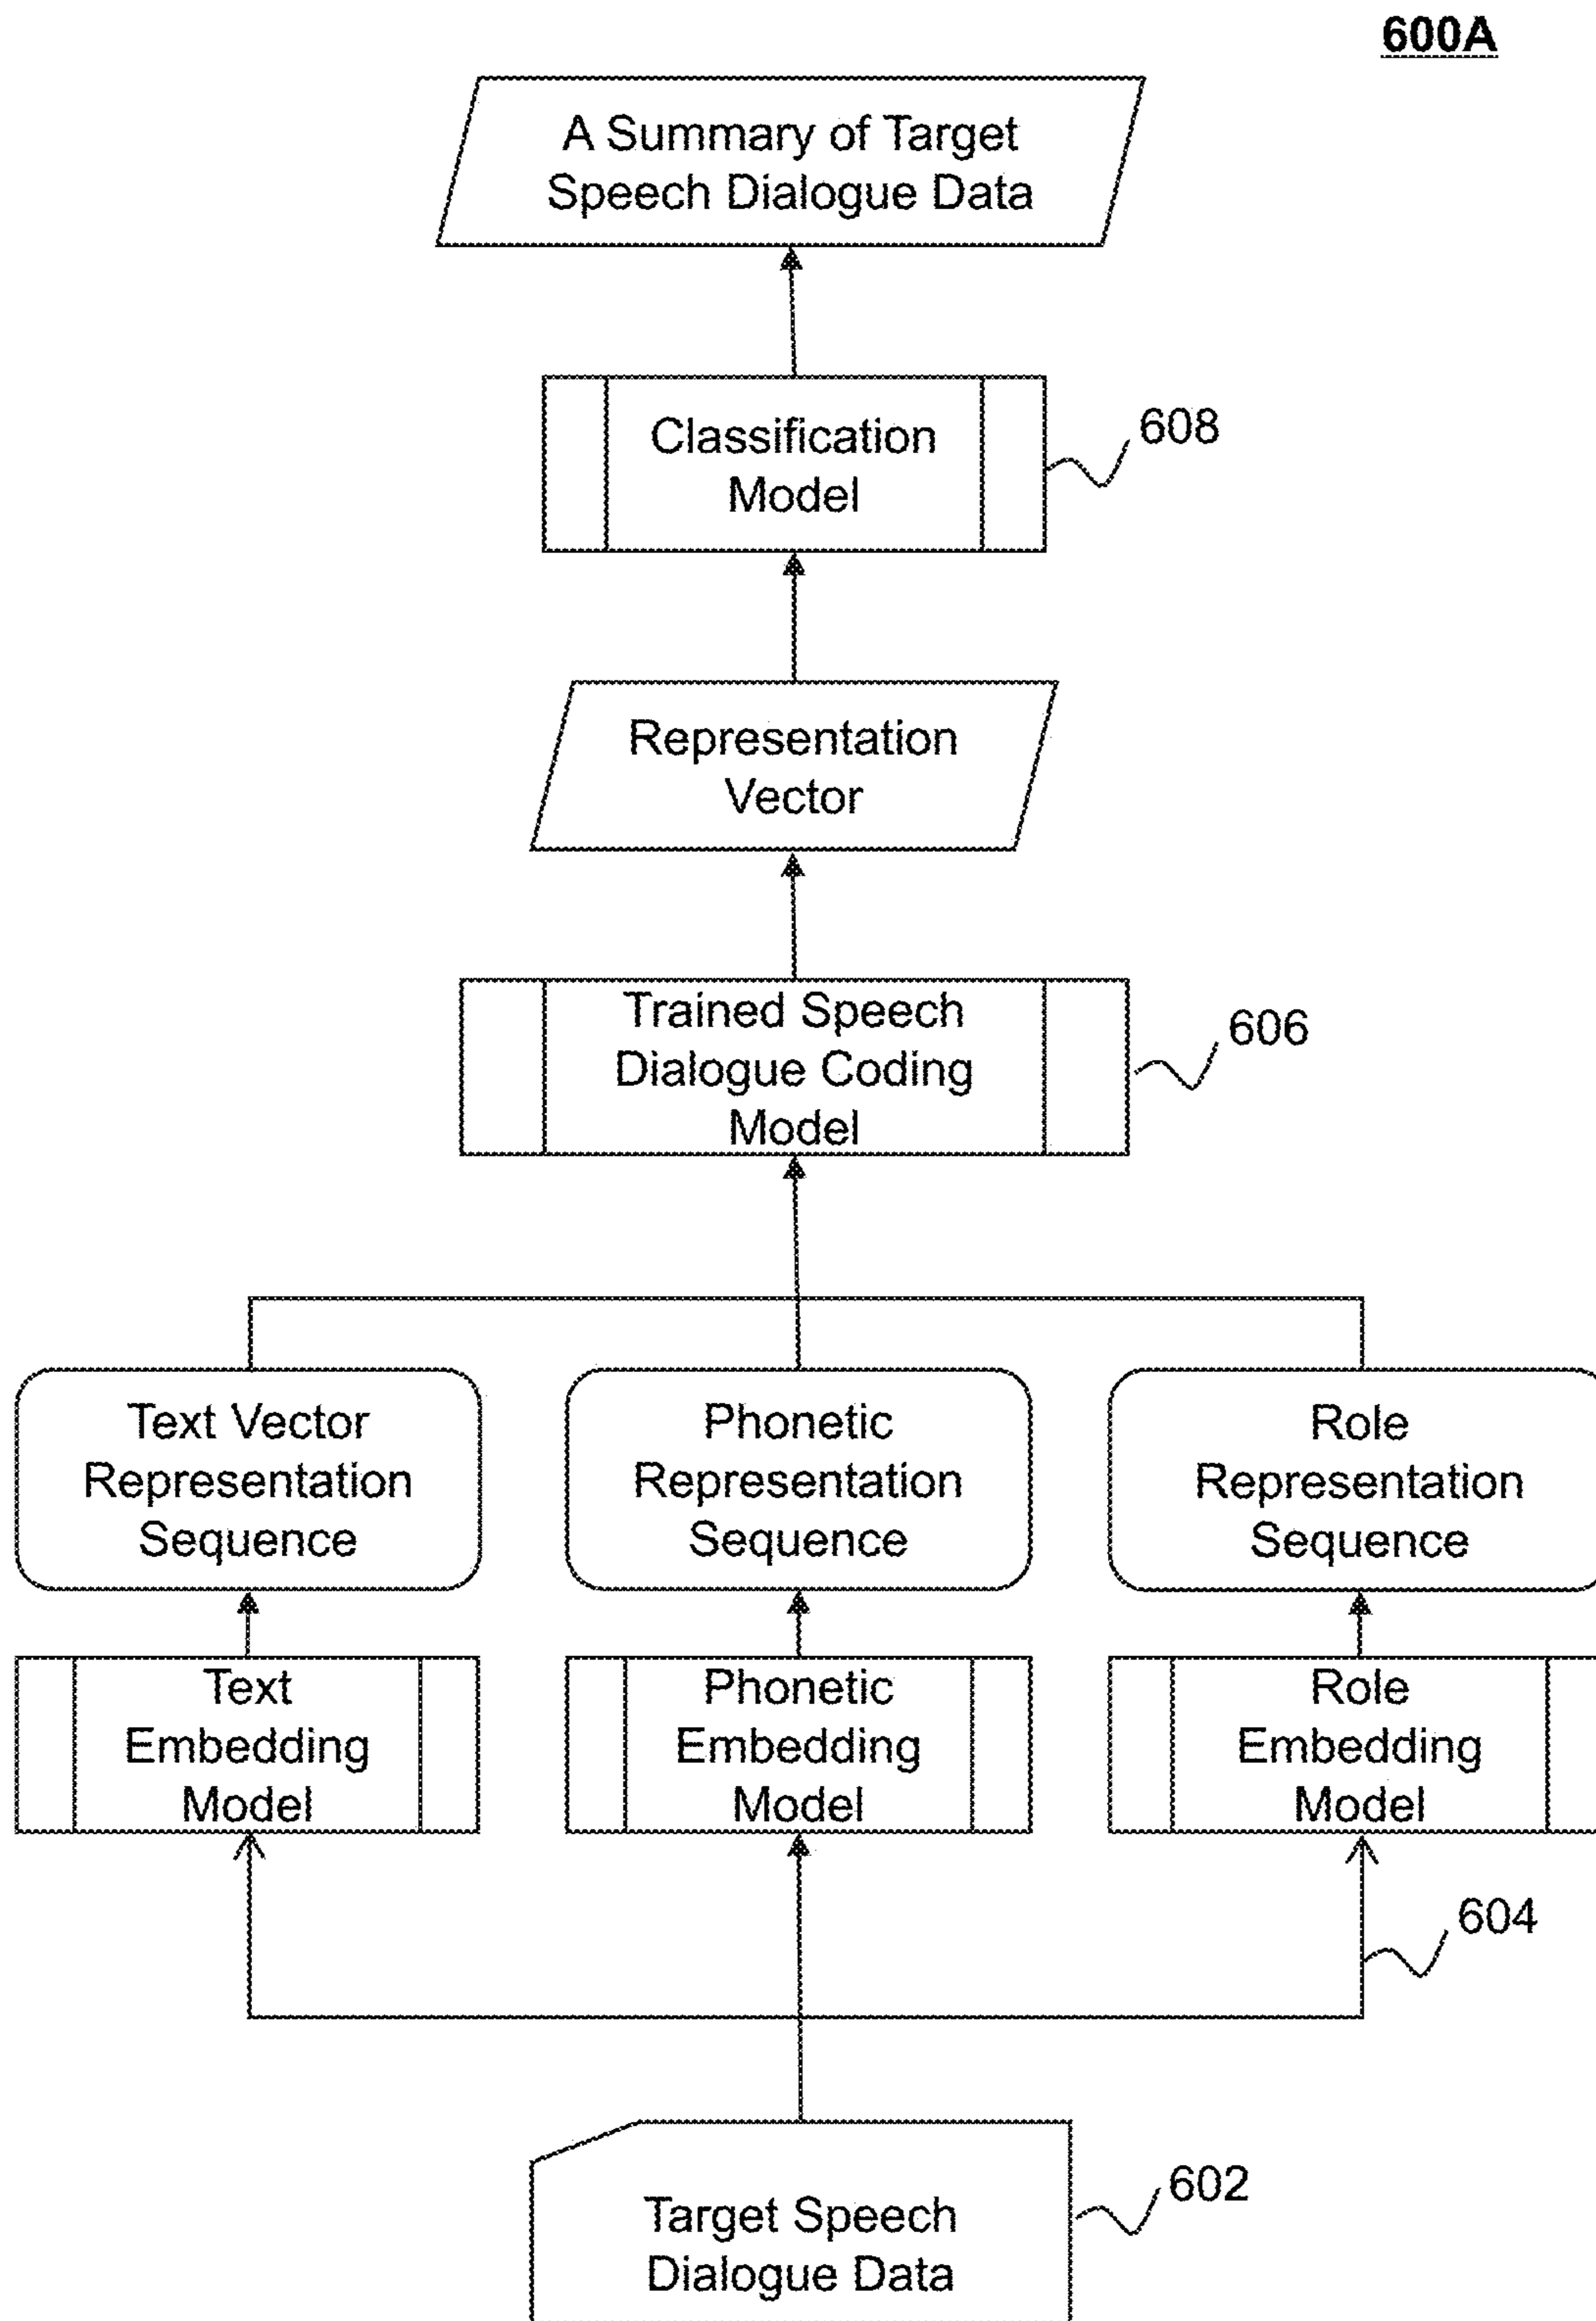 600A
A Summary of Target
Speech Dialogue Data
Classification
Model
608
Representation
Vector
Trained Speech
Dialogue Coding
Model
606
Text Vector
Representation
Sequence
Phonetic
Representation
Sequence
Role
Representation
Sequence
Text
Embedding
Model
Phonetic
Embedding
Model
Role
Embedding
Model
604
Target Speech
Dialogue Data
602